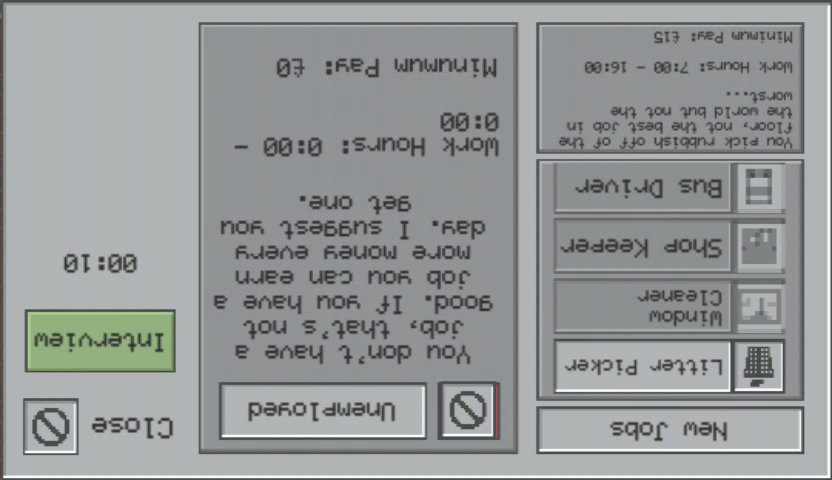 New Jobs
Litter Picker
Window
Cleaner
Shop Keeper
Bus Driver
You pick rubbish off of the
floor, not the best job in
the world but not the
worst...
Work Hours: 7:00 - 16:00
Minimum Pay: £15
Unemployed
You don't have a
job, that's not
good. If you have a
job you can earn
more money every
day. I suggest you
get one.
Work Hours: 0:00 -
0:00
Minumum Pay: £0
Close
Interview
00:10